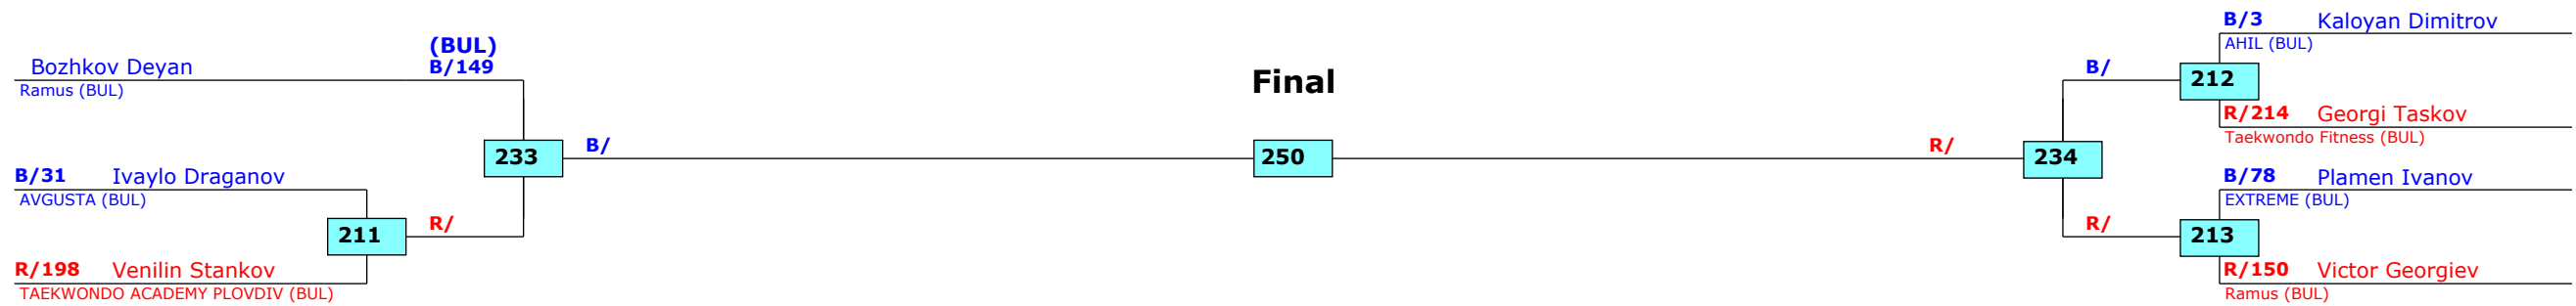 (BUL)
Bozhkov Deyan B/149
Ramus (BUL)
B/31 Ivaylo Draganov
AVGUSTA (BUL)
R/198 Venilin Stankov
TAEKWONDO ACADEMY PLOVDIV (BUL)
211
R/
233
B/
Final
250
R/
234
B/
R/
212
213
B/3 Kaloyan Dimitrov
AHIL (BUL)
R/214 Georgi Taskov
Taekwondo Fitness (BUL)
B/78 Plamen Ivanov
EXTREME (BUL)
R/150 Victor Georgiev
Ramus (BUL)